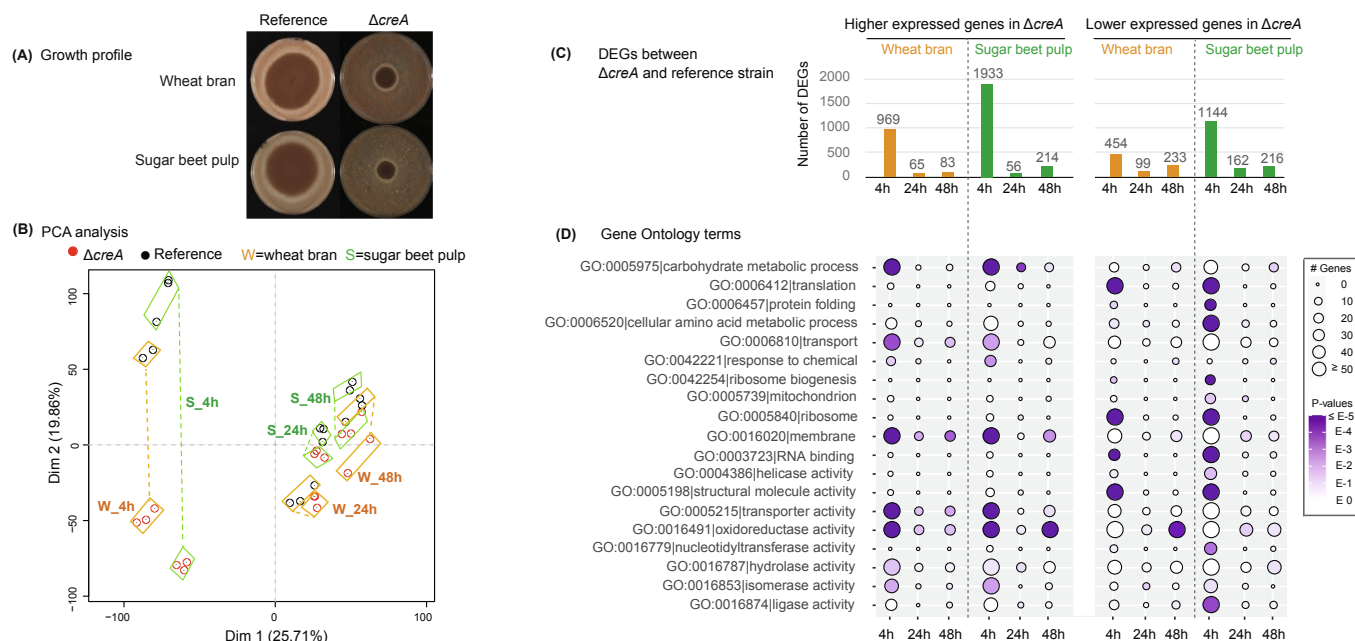 Reference ΔcreA
(A) Growth profile
Wheat bran
Sugar beet pulp
(B) PCA analysis
ΔcreA Reference W=wheat bran S=sugar beet pulp
Dim 2 (19.86%)
100
50
0
−50
−100
S_4h
S_48h
S_24h
W_4h
W_48h
W_24h
−100 0 100
Dim 1 (25.71%)
Higher expressed genes in ΔcreA Lower expressed genes in ΔcreA
(C) DEGs between
ΔcreA and reference strain
Wheat bran Sugar beet pulp Wheat bran Sugar beet pulp
Number of DEGs
2000
1500
1000
500
0
969 65 83 1933 56 214 454 99 233 1144 162 216
4h 24h 48h 4h 24h 48h 4h 24h 48h 4h 24h 48h
(D) Gene Ontology terms
GO:0005975|carbohydrate metabolic process
GO:0006412|translation
GO:0006457|protein folding
GO:0006520|cellular amino acid metabolic process
GO:0006810|transport
GO:0042221|response to chemical
GO:0042254|ribosome biogenesis
GO:0005739|mitochondrion
GO:0005840|ribosome
GO:0016020|membrane
GO:0003723|RNA binding
GO:0004386|helicase activity
GO:0005198|structural molecule activity
GO:0005215|transporter activity
GO:0016491|oxidoreductase activity
GO:0016779|nucleotidyltransferase activity
GO:0016787|hydrolase activity
GO:0016853|isomerase activity
GO:0016874|ligase activity
4h 24h 48h 4h 24h 48h 4h 24h 48h 4h 24h 48h
# Genes
0
10
20
30
40
≥ 50
P-values
≤ E-5
E-4
E-3
E-2
E-1
E 0